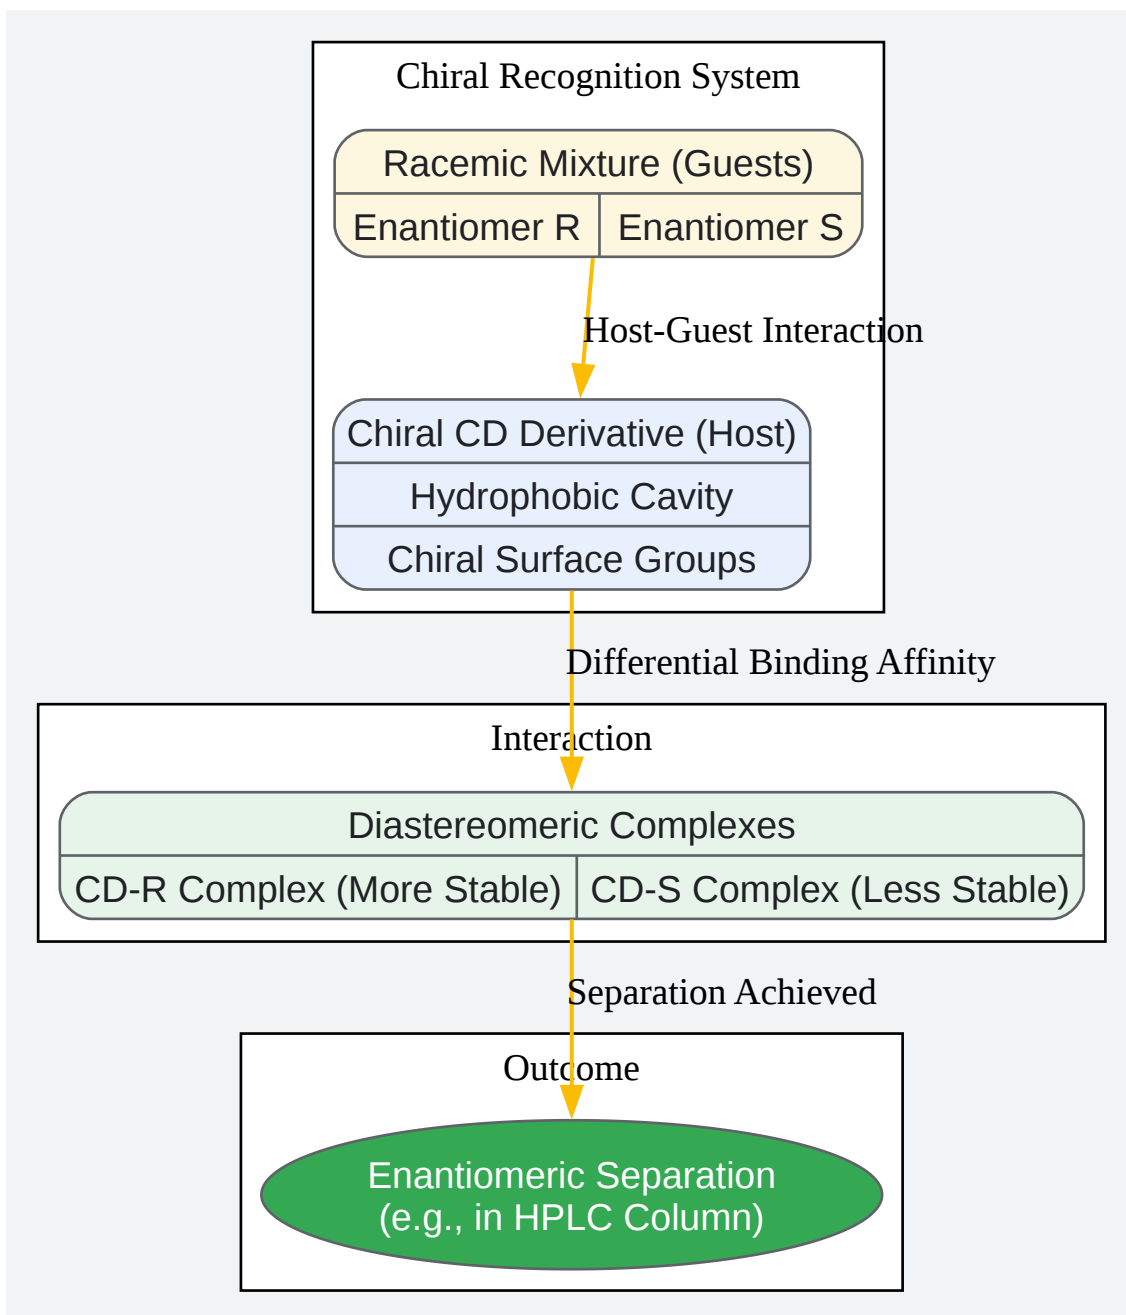 Chiral Recognition System
Racemic Mixture (Guests)
Enantiomer R
Enantiomer S
Host-Guest Interaction
Chiral CD Derivative (Host)
Hydrophobic Cavity
Chiral Surface Groups
Differential Binding Affinity
Interaction
Diastereomeric Complexes
CD-R Complex (More Stable)
CD-S Complex (Less Stable)
Separation Achieved
Outcome
Enantiomeric Separation
(e.g., in HPLC Column)